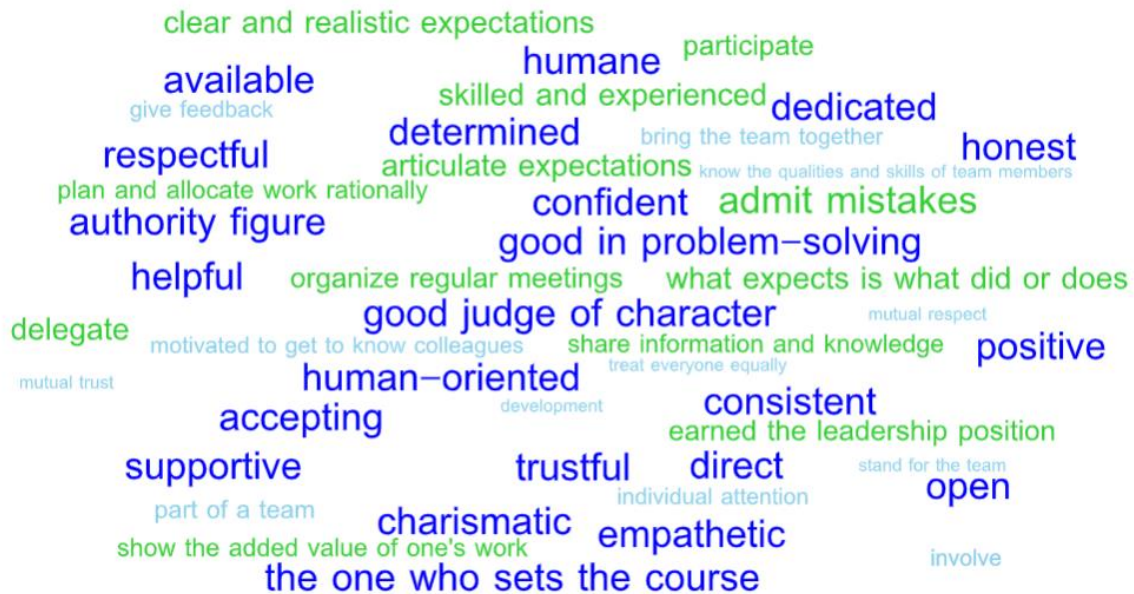 clear and realistic expectations
participate
humane
available
skilled and experienced
dedicated
give feedback
determined
bring the team together
honest
respectful
articulate expectations
know the qualities and skills of team members
plan and allocate work rationally
confident
admit mistakes
authority figure
good in problem−solving
helpful
organize regular meetings
what expects is what did or does
good judge of character
mutual respect
delegate
motivated to get to know colleagues
share information and knowledge
positive
treat everyone equally
mutual trust
human−oriented
development
consistent
accepting
earned the leadership position
supportive
trustful
direct
stand for the team
open
individual attention
part of a team
charismatic
empathetic
show the added value of one's work
involve
the one who sets the course